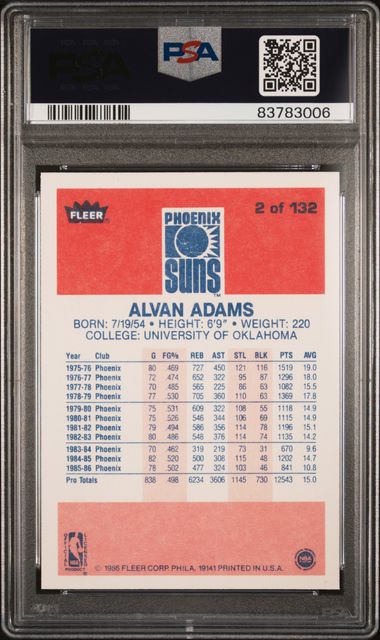 PSA
PSA
83783006
FLEER®
2 of 132
PHOENIX
SUNS
™
ALVAN ADAMS
BORN: 7/19/54 • HEIGHT: 6'9" • WEIGHT: 220
COLLEGE: UNIVERSITY OF OKLAHOMA
Year Club G FG% REB AST STL BLK PTS AVG
1975-76 Phoenix 80 .469 727 450 121 116 1519 19.0
1976-77 Phoenix 72 .474 652 322 95 87 1296 18.0
1977-78 Phoenix 70 .485 565 225 86 63 1082 15.5
1978-79 Phoenix 77 .530 705 360 110 63 1369 17.8
1979-80 Phoenix 75 .531 609 322 108 55 1118 14.9
1980-81 Phoenix 75 .526 546 344 106 69 1115 14.9
1981-82 Phoenix 79 .494 586 356 114 78 1196 15.1
1982-83 Phoenix 80 .486 548 376 114 74 1135 14.2
1983-84 Phoenix 70 .462 319 219 73 31 670 9.6
1984-85 Phoenix 82 .520 500 308 115 48 1202 14.7
1985-86 Phoenix 78 .502 477 324 103 46 841 10.8
Pro Totals 838 .498 6234 3606 1145 730 12543 15.0
OFFICIAL LICENSED
NBA
PRODUCT
© 1986 FLEER CORP. PHILA. 19141 PRINTED IN U.S.A.